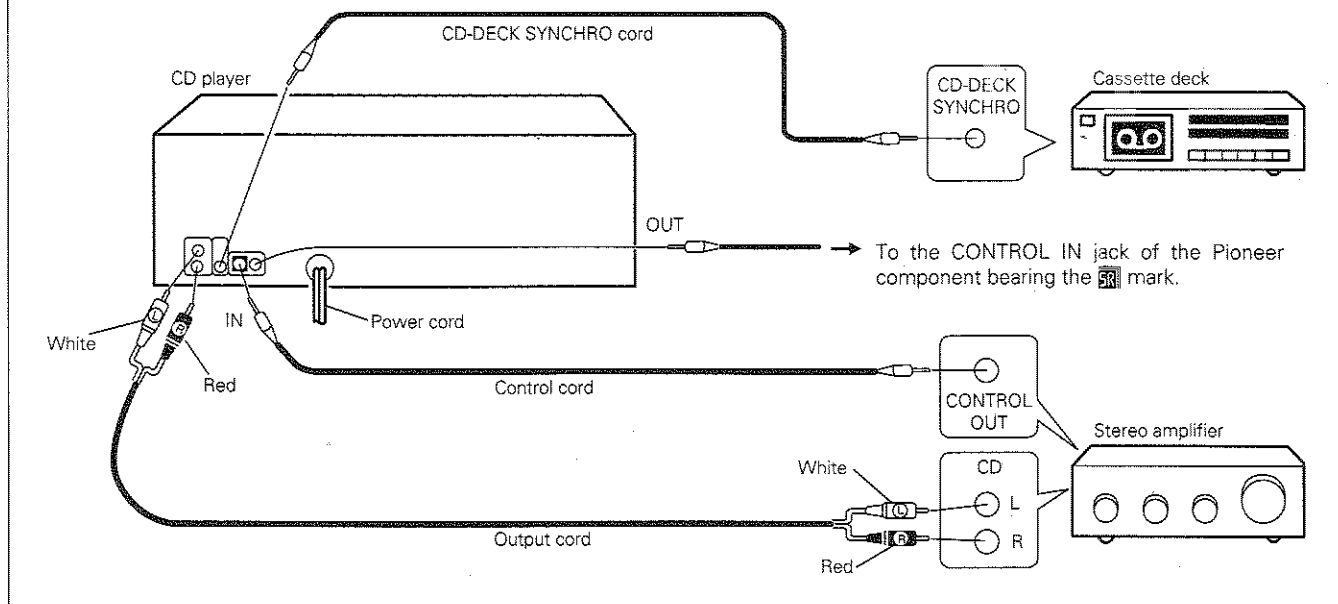 CD-DECK SYNCHRO cord
CD player
CD-DECK
SYNCHRO
Cassette deck
OUT
To the CONTROL IN jack of the Pioneer
component bearing the SR mark.
IN
Power cord
White
L
R
Red
Control cord
CONTROL
OUT
Stereo amplifier
White
CD
L
L
Output cord
R
R
Red